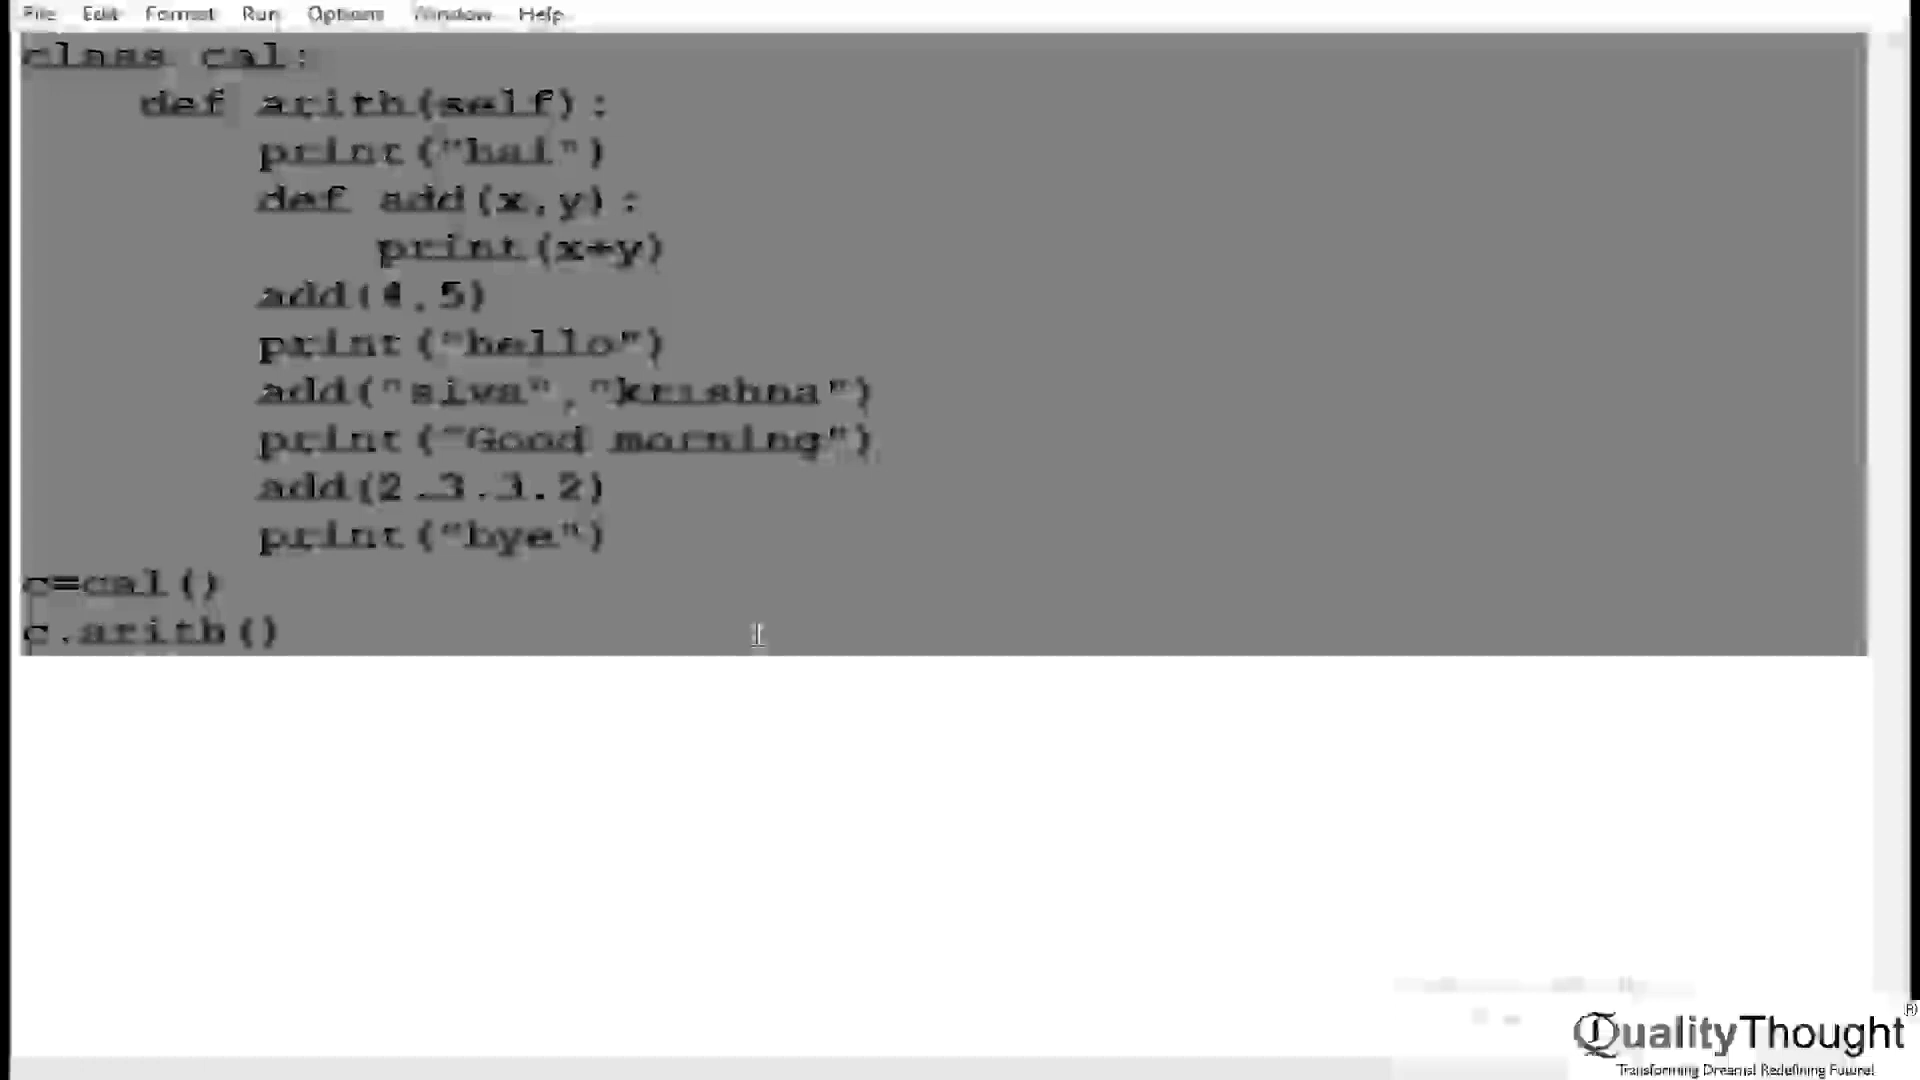 File Edit Format Run Options Window Help
class cal:
    def arith(self):
        print("hai")
        def add(x,y):
            print(x+y)
        add(4,5)
        print("hello")
        add("siva","krishna")
        print("Good morning")
        add(2.3,3.2)
        print("bye")
c=cal()
c.arith()
QualityThought®
Transforming Dreams! Redefining Future!